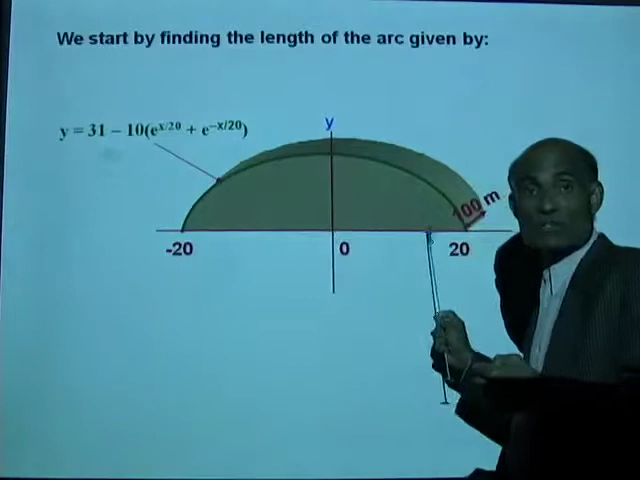 We start by finding the length of the arc given by:
y = 31 – 10(e^x/20 + e^–x/20)
y
100 m
-20
0
20